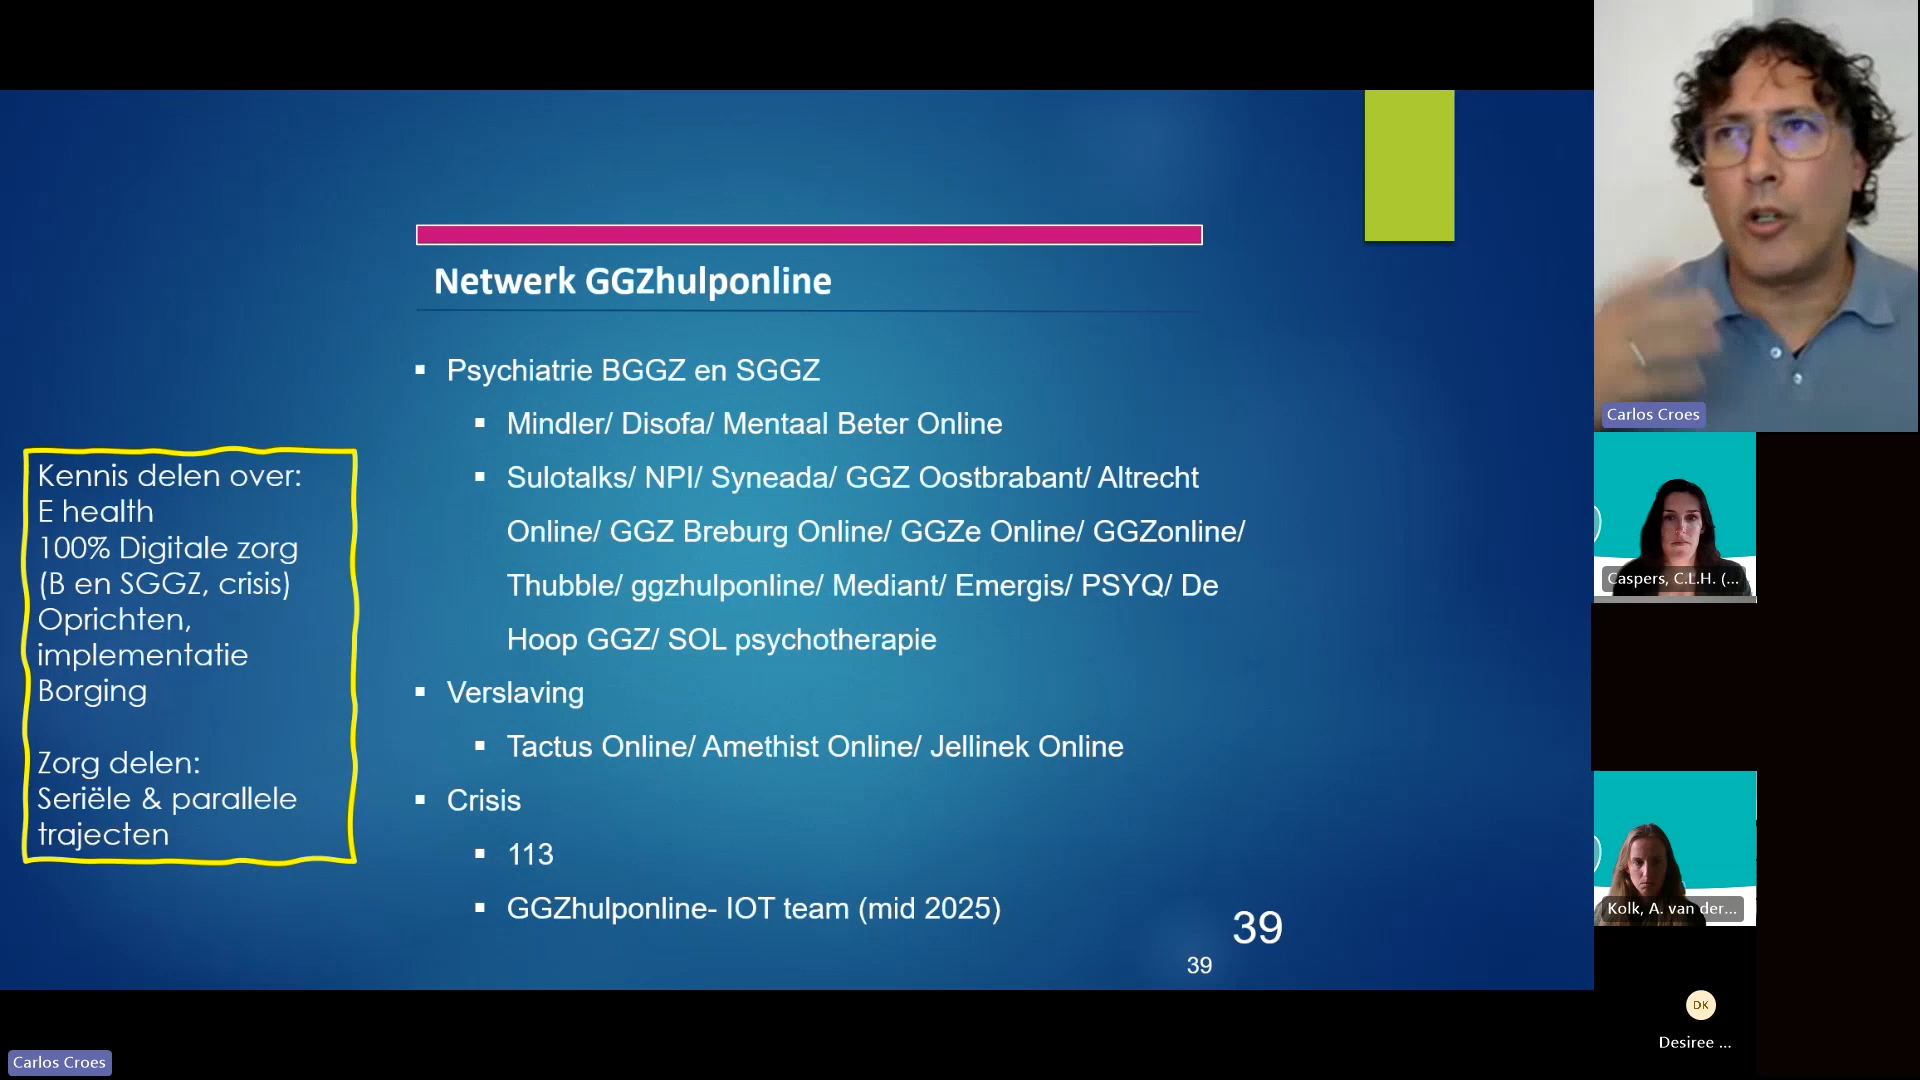 Netwerk GGZhulponline
Psychiatrie BGGZ en SGGZ
Mindler/ Disofa/ Mentaal Beter Online
Sulotalks/ NPI/ Syneada/ GGZ Oostbrabant/ Altrecht
Online/ GGZ Breburg Online/ GGZe Online/ GGZonline/
Thubble/ ggzhulponline/ Mediant/ Emergis/ PSYQ/ De
Hoop GGZ/ SOL psychotherapie
Verslaving
Tactus Online/ Amethist Online/ Jellinek Online
Crisis
113
GGZhulponline- IOT team (mid 2025)
39
39
Kennis delen over:
E health
100% Digitale zorg
(B en SGGZ, crisis)
Oprichten,
implementatie
Borging
Zorg delen:
Seriële & parallele
trajecten
Carlos Croes
Carlos Croes
Caspers, C.L.H. (...
Kolk, A. van der...
DK
Desiree ...